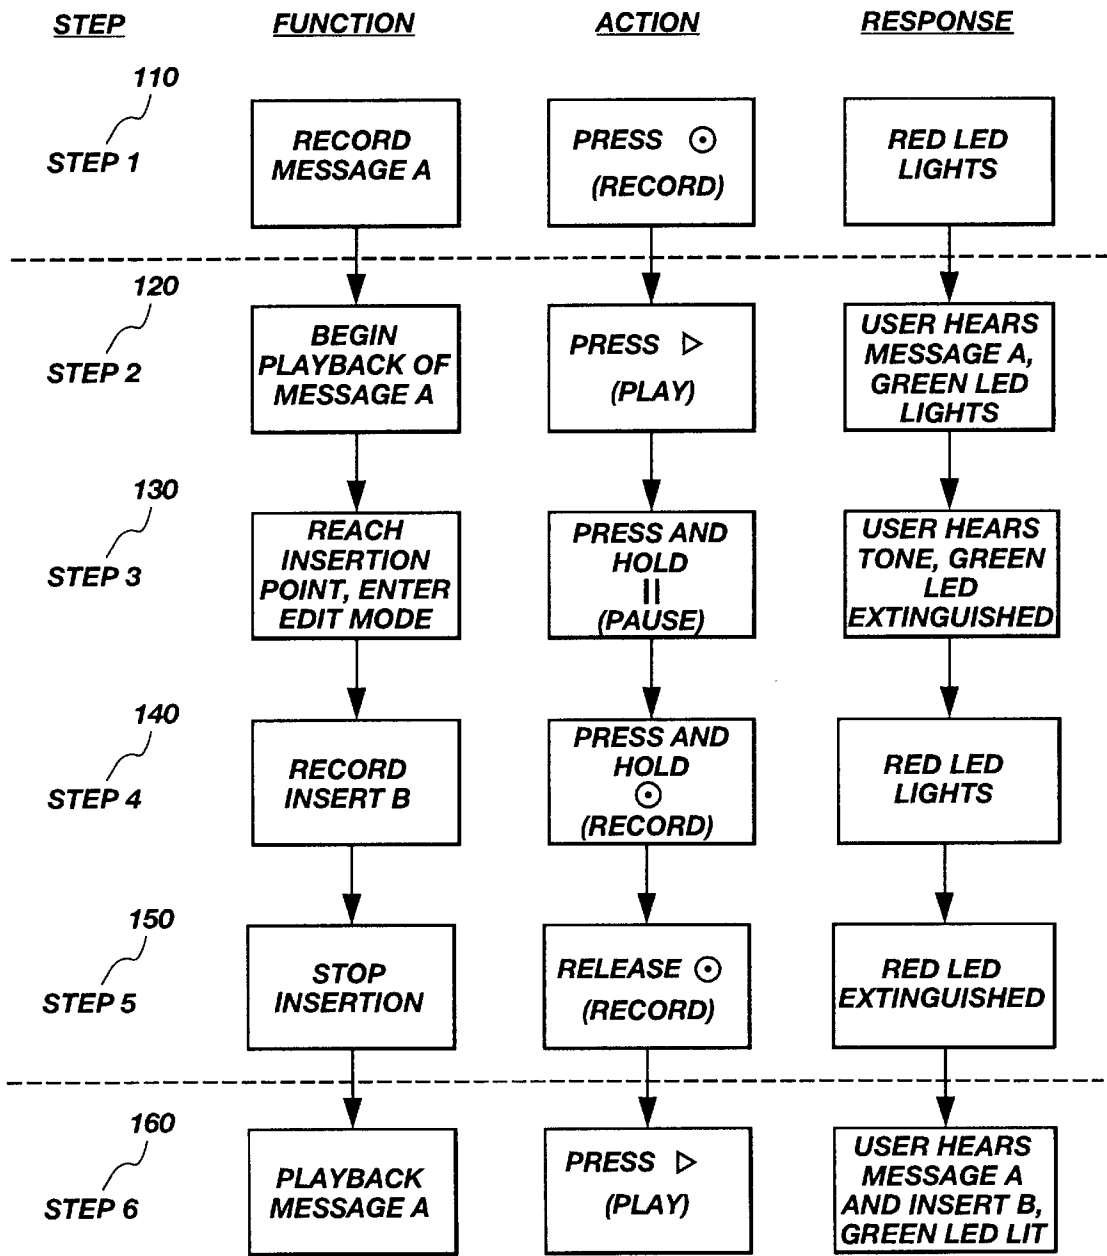 STEP FUNCTION ACTION RESPONSE
110
STEP 1
RECORD
MESSAGE A
PRESS
(RECORD)
RED LED
LIGHTS
120
STEP 2
BEGIN
PLAYBACK OF
MESSAGE A
PRESS
(PLAY)
USER HEARS
MESSAGE A,
GREEN LED
LIGHTS
130
STEP 3
REACH
INSERTION
POINT, ENTER
EDIT MODE
PRESS AND
HOLD
(PAUSE)
USER HEARS
TONE, GREEN
LED
EXTINGUISHED
140
STEP 4
RECORD
INSERT B
PRESS AND
HOLD
(RECORD)
RED LED
LIGHTS
150
STEP 5
STOP
INSERTION
RELEASE
(RECORD)
RED LED
EXTINGUISHED
160
STEP 6
PLAYBACK
MESSAGE A
PRESS
(PLAY)
USER HEARS
MESSAGE A
AND INSERT B,
GREEN LED LIT